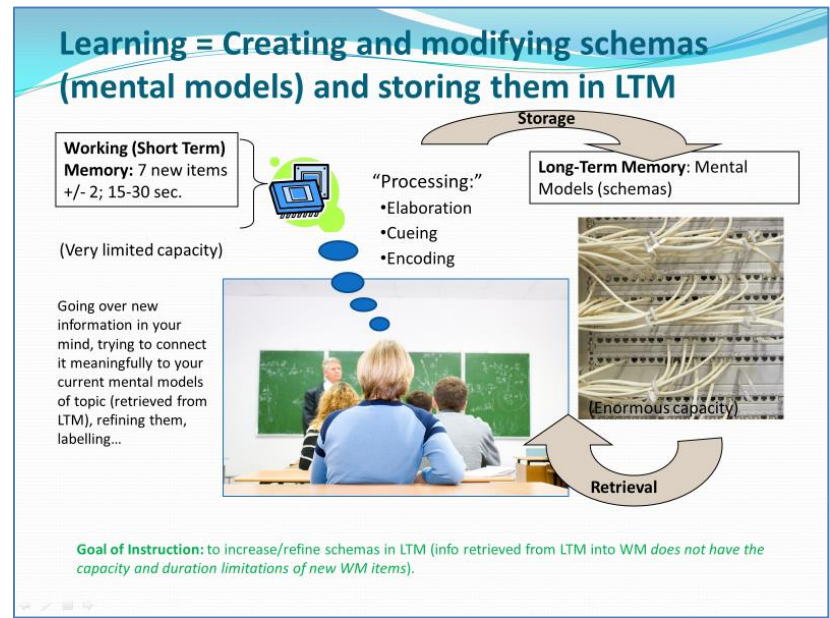 Learning = Creating and modifying schemas
(mental models) and storing them in LTM
Storage
Working (Short Term)
Memory: 7 new items
+/- 2; 15-30 sec.
(Very limited capacity)
"Processing:"
•Elaboration
•Cueing
•Encoding
Long-Term Memory: Mental
Models (schemas)
Going over new
information in your
mind, trying to connect
it meaningfully to your
current mental models
of topic (retrieved from
LTM), refining them,
labelling…
(Enormous capacity)
Retrieval
Goal of Instruction: to increase/refine schemas in LTM (info retrieved from LTM into WM does not have the
capacity and duration limitations of new WM items).